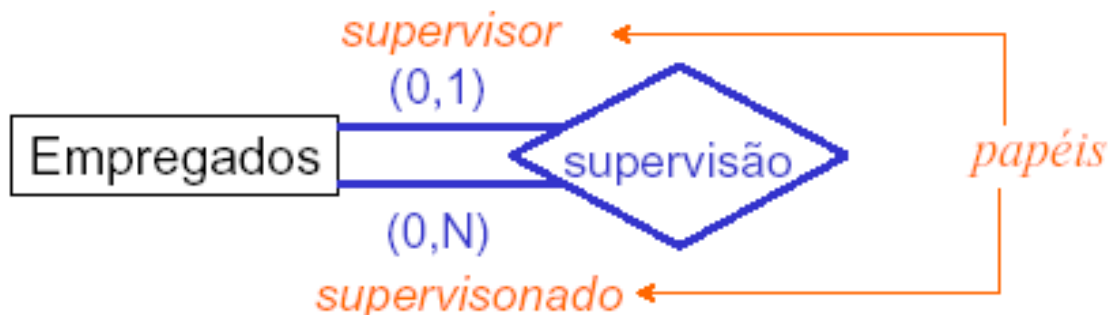 supervisor
(0,1)
Empregados
supervisão
papéis
(0,N)
supervisonado